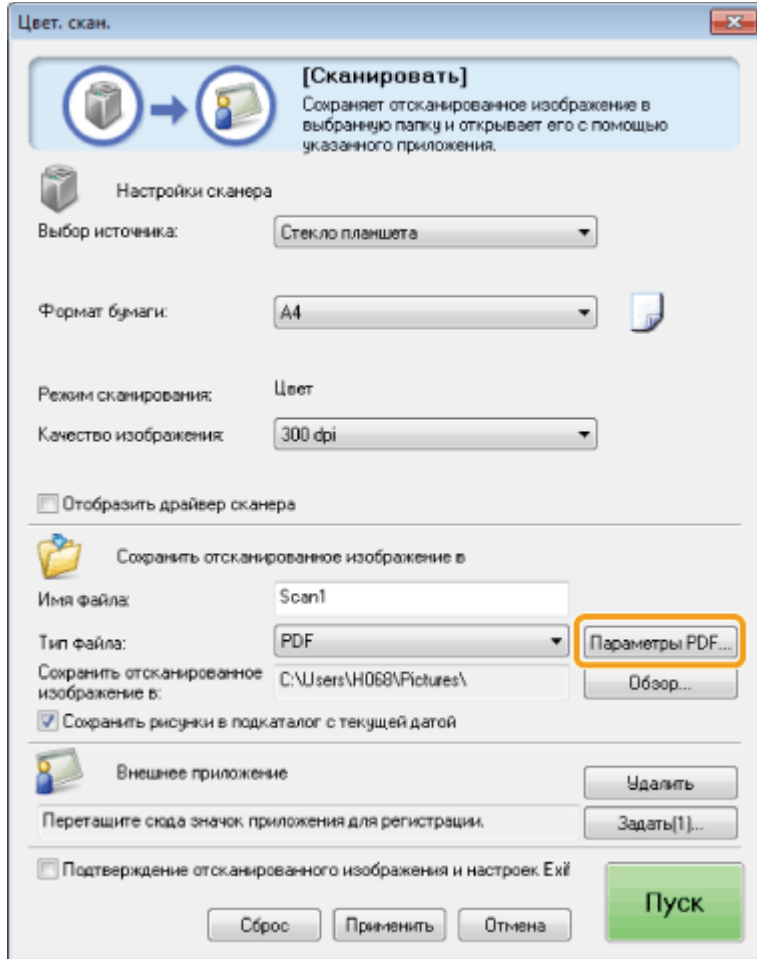 Цвет. скан.
[Сканировать]
Сохраняет отсканированное изображение в
выбранную папку и открывает его с помощью
указанного приложения.
Настройки сканера
Выбор источника:
Стекло планшета
Формат бумаги:
A4
Режим сканирования:
Цвет
Качество изображения:
300 dpi
Отобразить драйвер сканера
Сохранить отсканированное изображение в
Имя файла:
Scan1
Тип файла:
PDF
Параметры PDF...
Сохранить отсканированное
изображение в:
C:\Users\H068\Pictures\
Обзор...
Сохранить рисунки в подкаталог с текущей датой
Внешнее приложение
Удалить
Перетащите сюда значок приложения для регистрации.
Задать(1)...
Подтверждение отсканированного изображения и настроек Exif
Пуск
Сброс
Применить
Отмена